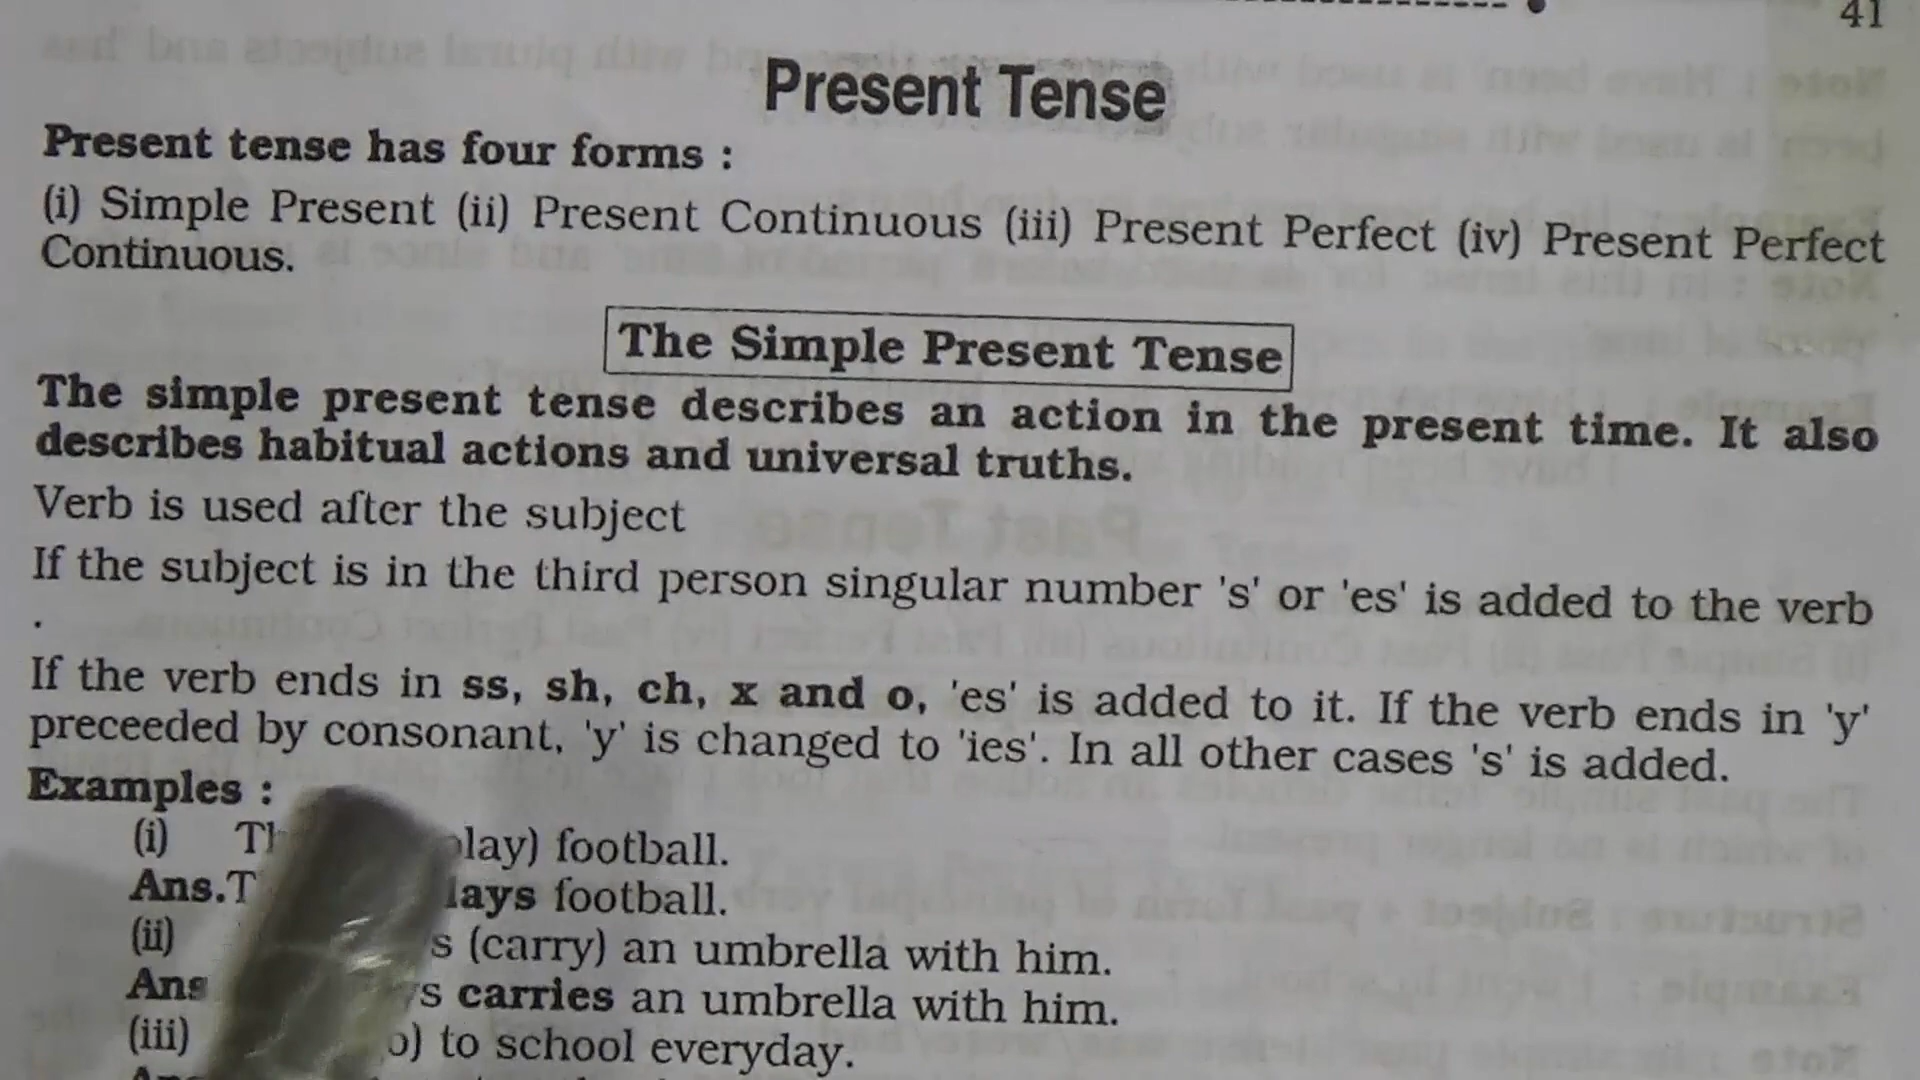 41
Present Tense
Present tense has four forms :
(i) Simple Present (ii) Present Continuous (iii) Present Perfect (iv) Present Perfect
Continuous.
The Simple Present Tense
The simple present tense describes an action in the present time. It also
describes habitual actions and universal truths.
Verb is used after the subject
If the subject is in the third person singular number 's' or 'es' is added to the verb
.
If the verb ends in ss, sh, ch, x and o, 'es' is added to it. If the verb ends in 'y'
preceeded by consonant, 'y' is changed to 'ies'. In all other cases 's' is added.
Examples :
(i) football.
Ans. football.
(ii) (carry) an umbrella with him.
Ans carries an umbrella with him.
(iii) to school everyday.